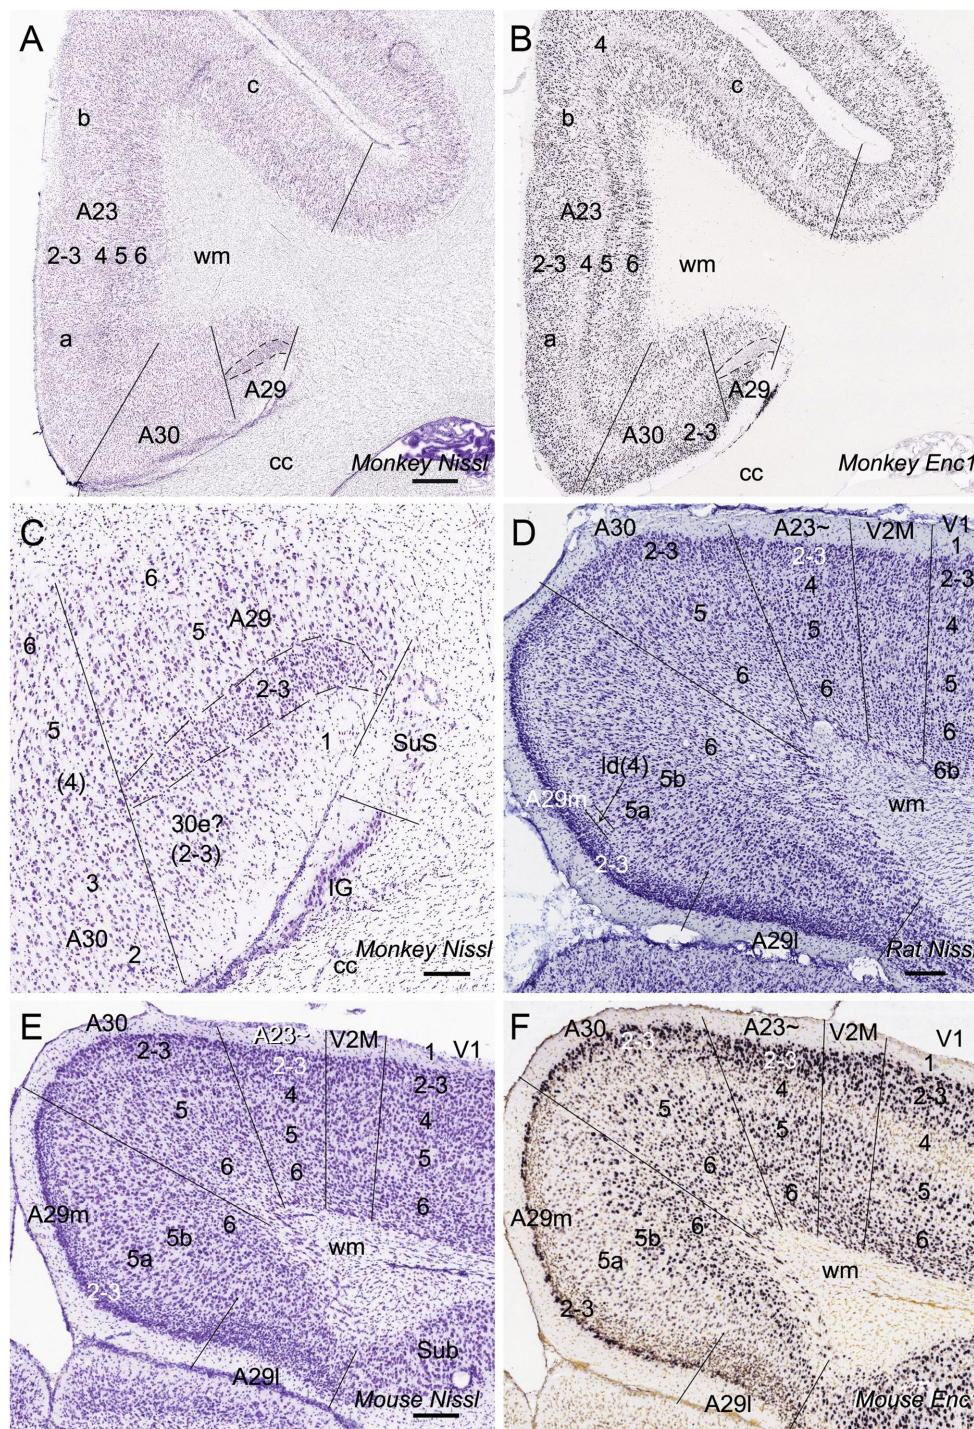 A
c
b
A23
2-3 4 5 6
wm
a
A29
A30
cc
Monkey Nissl
B
4
c
b
A23
2-3 4 5 6
wm
a
A29
A30 2-3
cc
Monkey Enc1
C
6
A29
5
6
2-3
5
1
SuS
(4)
30e?
(2-3)
3
IG
A30
2
cc
Monkey Nissl
D
A30
A23~
V2M
V1
1
2-3
2-3
2-3
4
4
5
5
5
6
6
6
6
6b
ld(4)
5b
wm
A29m
5a
2-3
A29l
Rat Nissl
E
A30
A23~
V2M
V1
1
2-3
2-3
2-3
4
4
5
5
5
6
6
6
6
A29m
5b
wm
5a
2-3
Sub
A29l
Mouse Nissl
F
A30
A23~
V2M
V1
1
2-3
2-3
2-3
4
4
5
5
5
6
6
6
6
A29m
5b
wm
5a
2-3
A29l
Mouse Enc